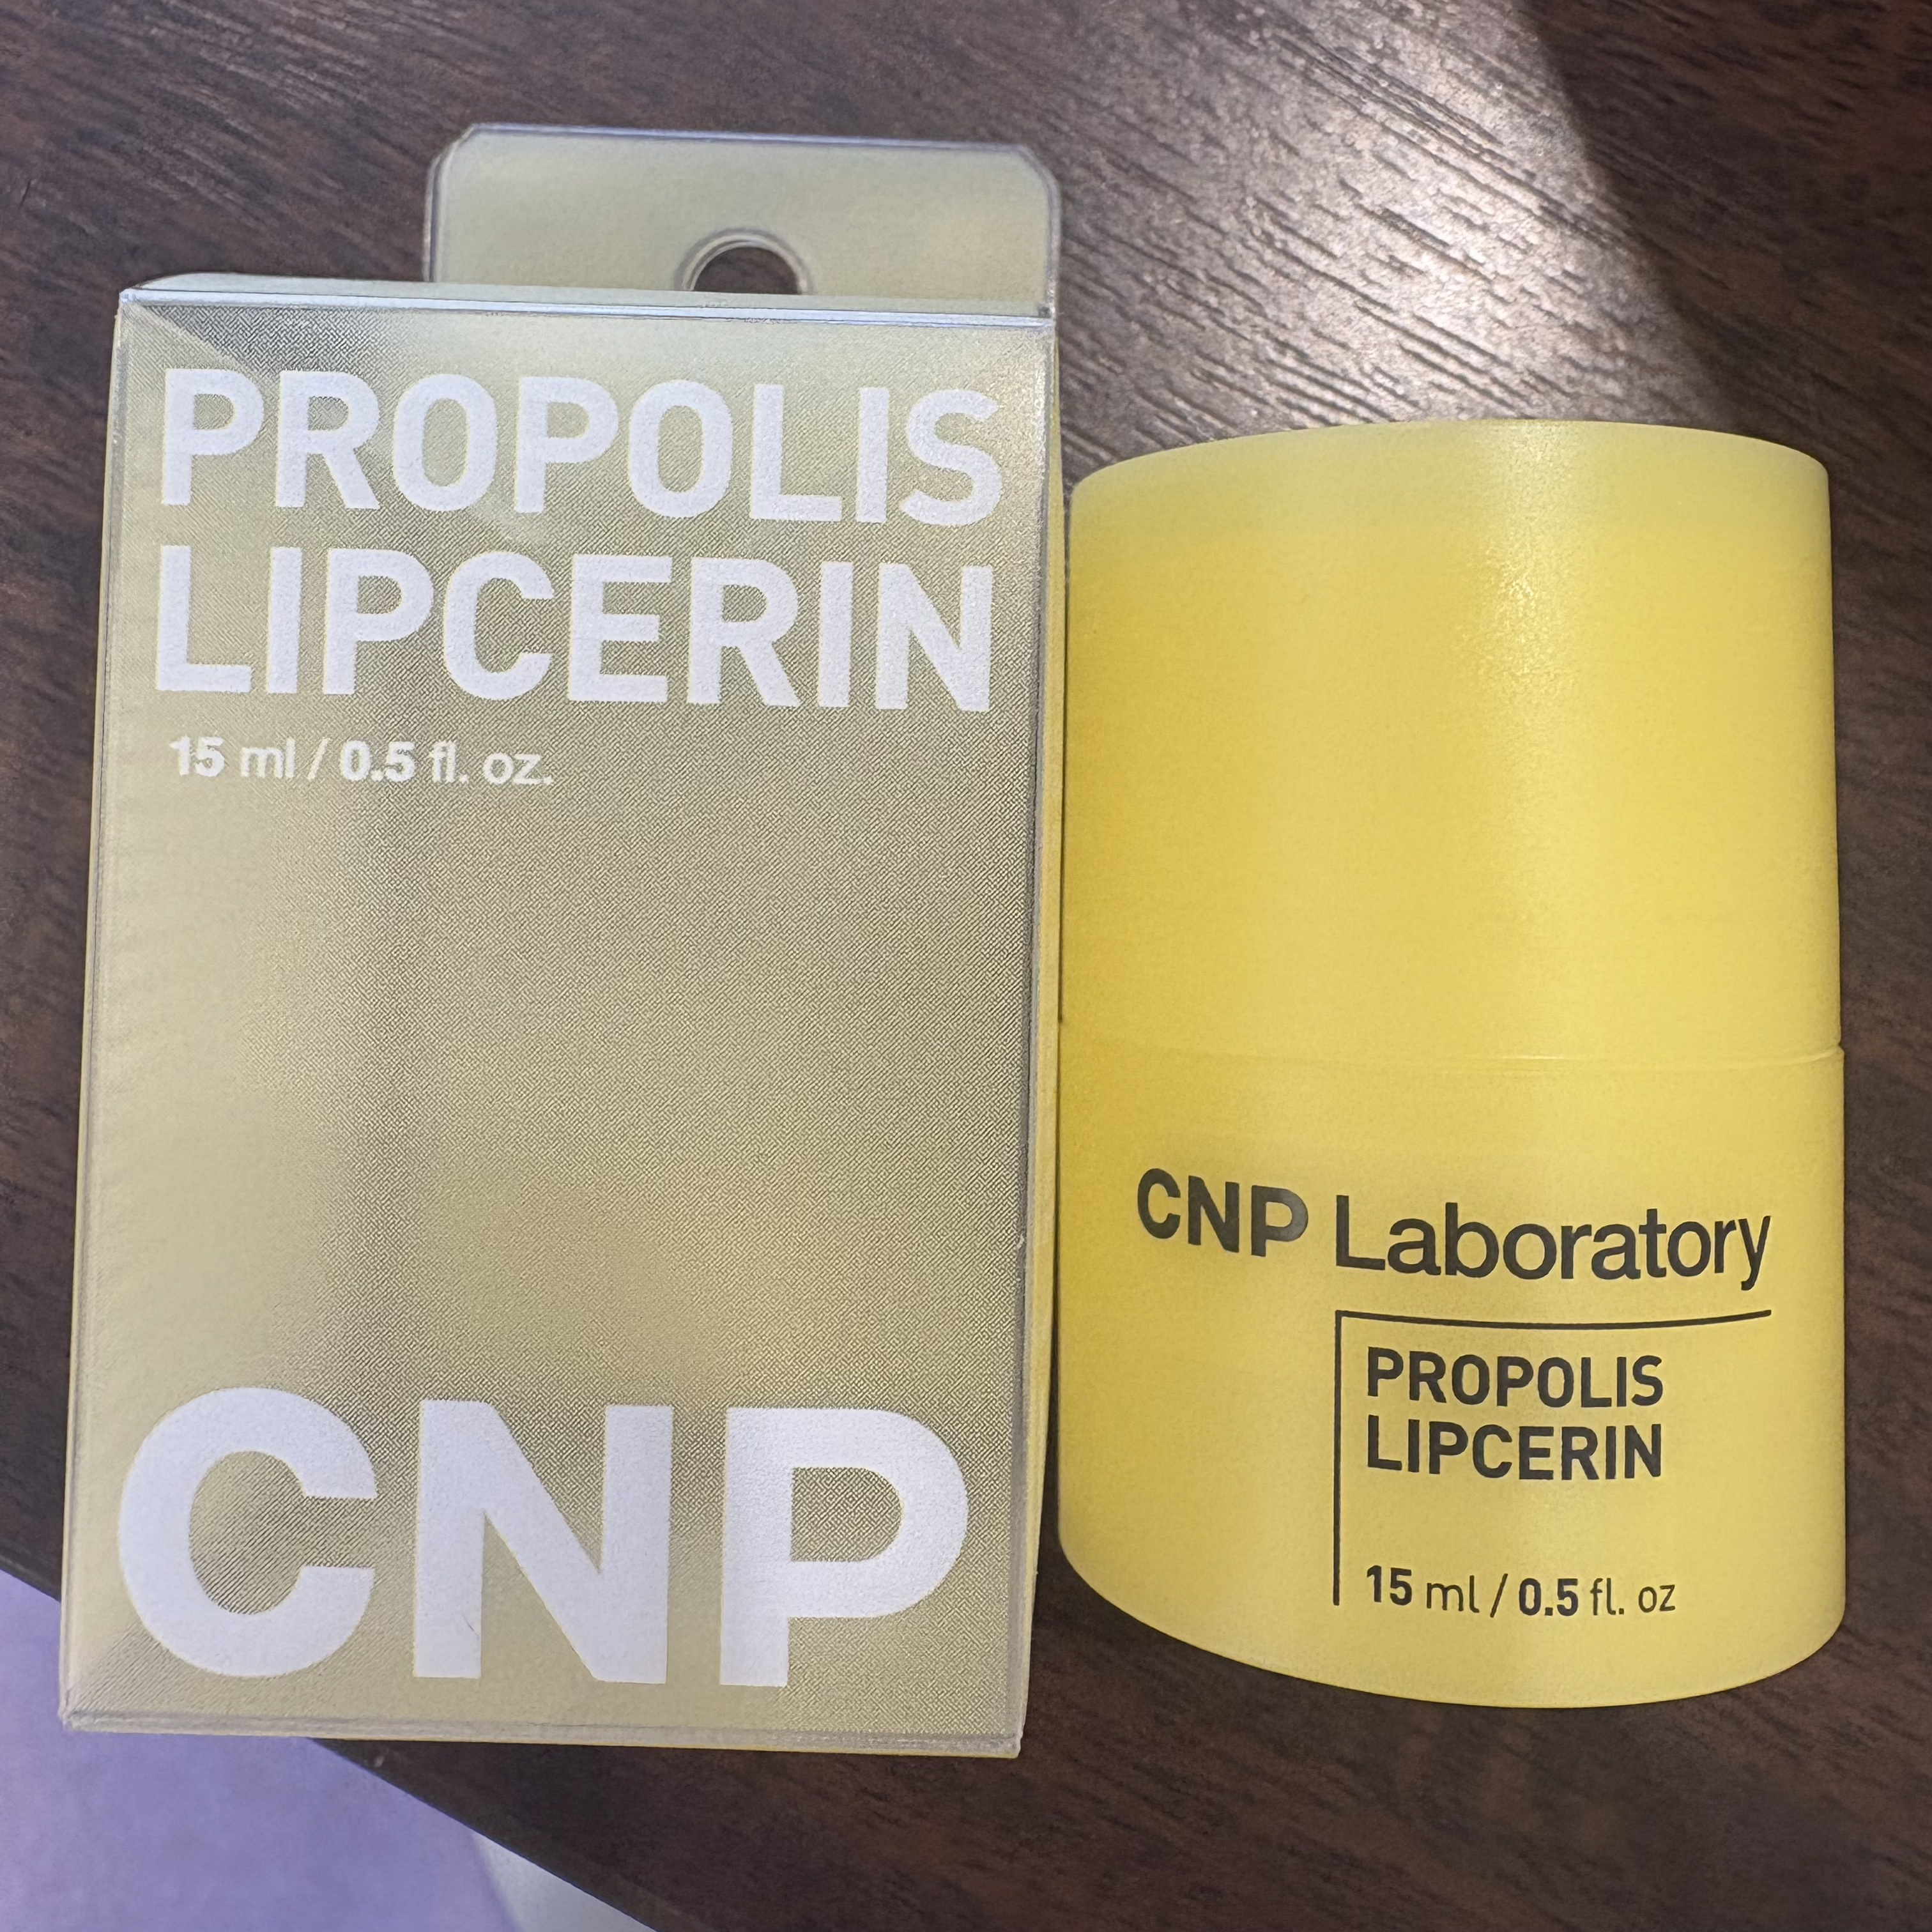 PROPOLIS
LIPCERIN
15 ml / 0.5 fl. oz.
CNP
CNP Laboratory
PROPOLIS
LIPCERIN
15 ml / 0.5 fl. oz